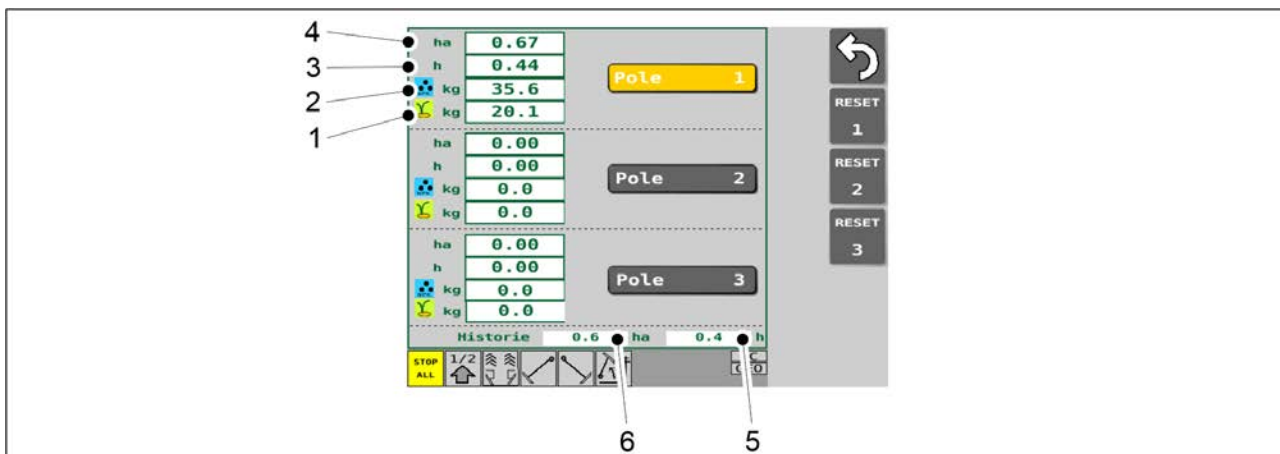 4 ha 0.67
3 h 0.44
2 kg 35.6
1 kg 20.1
Pole 1
ha 0.00
h 0.00
kg 0.0
kg 0.0
Pole 2
ha 0.00
h 0.00
kg 0.0
kg 0.0
Pole 3
Historie 0.6 ha 0.4 h
STOP
ALL
1/2
RESET
1
RESET
2
RESET
3
6 5